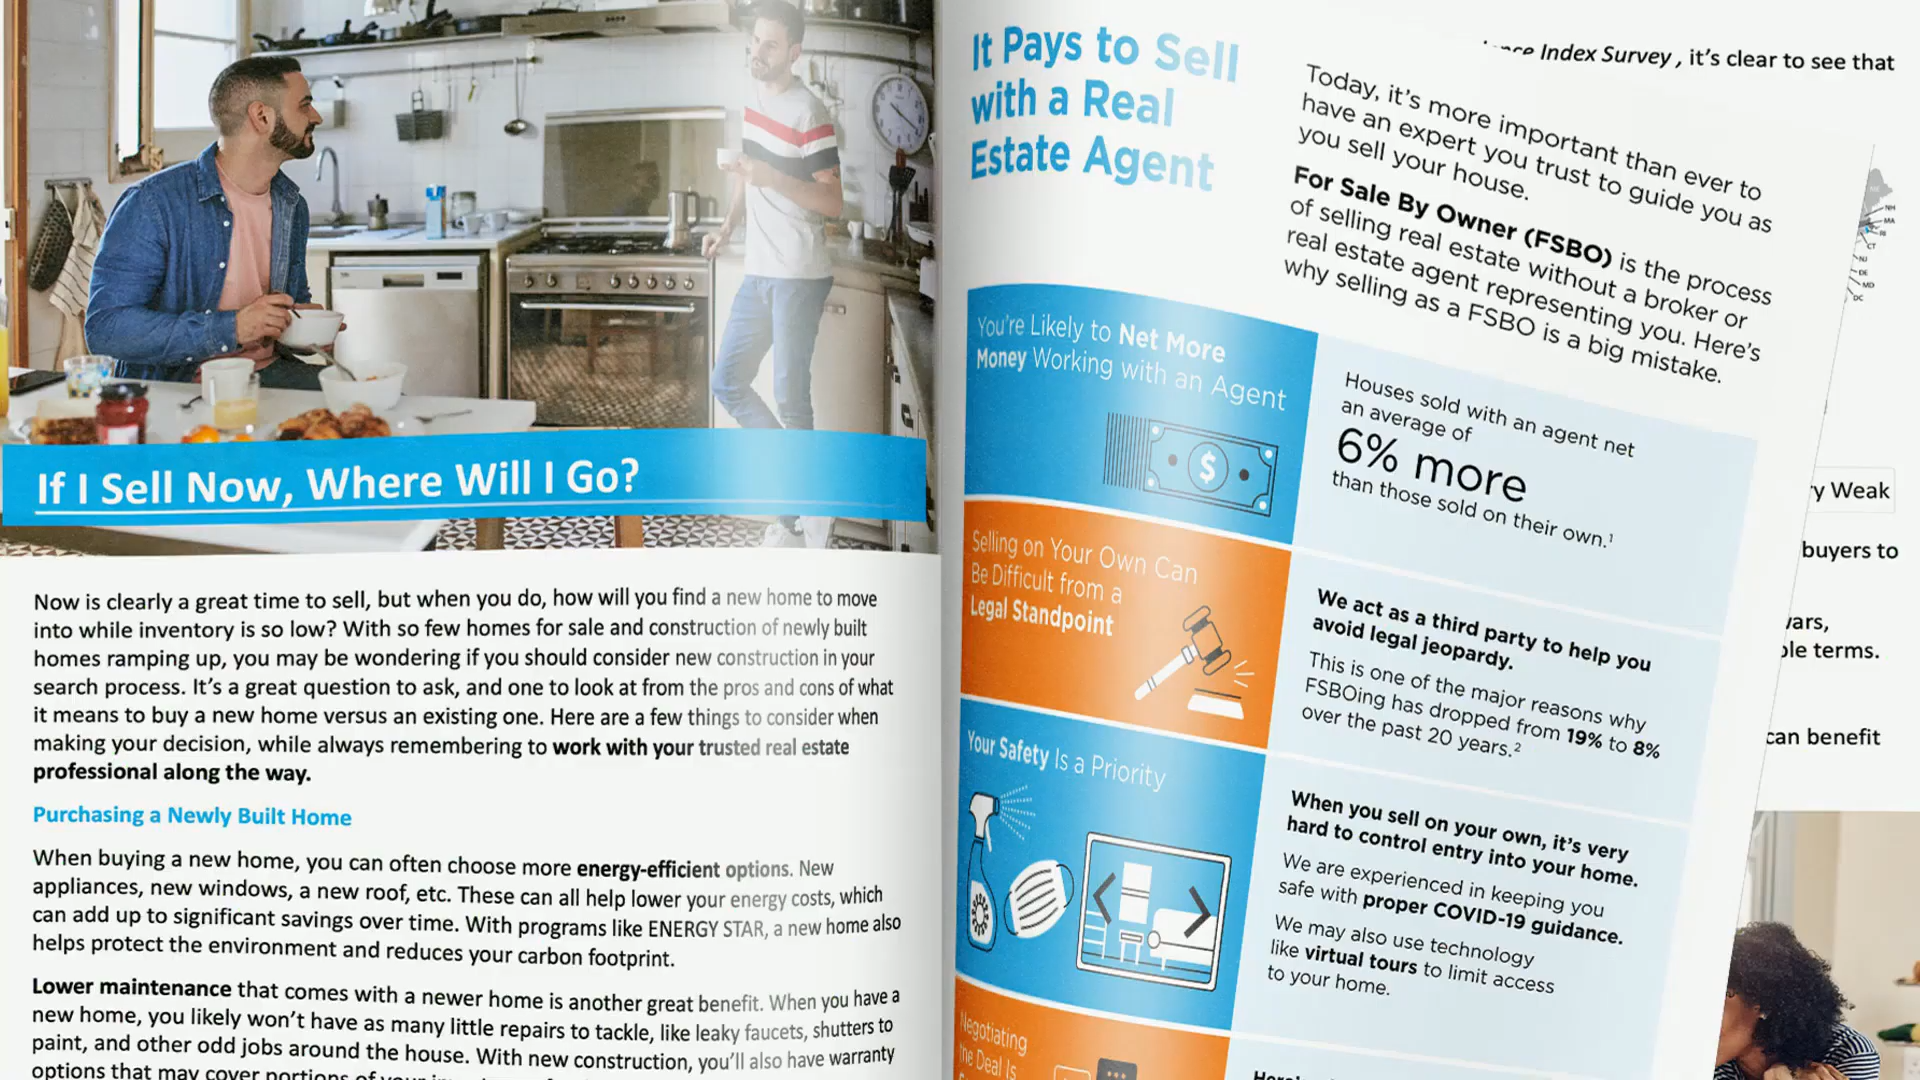 If I Sell Now, Where Will I Go?
Now is clearly a great time to sell, but when you do, how will you find a new home to move
into while inventory is so low? With so few homes for sale and construction of newly built
homes ramping up, you may be wondering if you should consider new construction in your
search process. It's a great question to ask, and one to look at from the pros and cons of what
it means to buy a new home versus an existing one. Here are a few things to consider when
making your decision, while always remembering to work with your trusted real estate
professional along the way.
Purchasing a Newly Built Home
When buying a new home, you can often choose more energy-efficient options. New
appliances, new windows, a new roof, etc. These can all help lower your energy costs, which
can add up to significant savings over time. With programs like ENERGY STAR, a new home also
helps protect the environment and reduces your carbon footprint.
Lower maintenance that comes with a newer home is another great benefit. When you have a
new home, you likely won't have as many little repairs to tackle, like leaky faucets, shutters to
paint, and other odd jobs around the house. With new construction, you'll also have warranty
options that may cover portions of your
It Pays to Sell
with a Real
Estate Agent
Today, it's more important than ever to
have an expert you trust to guide you as
you sell your house.
For Sale By Owner (FSBO) is the process
of selling real estate without a broker or
real estate agent representing you. Here's
why selling as a FSBO is a big mistake.
You're Likely to Net More
Money Working with an Agent
$
Houses sold with an agent net
an average of
6% more
than those sold on their own.¹
Selling on Your Own Can
Be Difficult from a
Legal Standpoint
We act as a third party to help you
avoid legal jeopardy.
This is one of the major reasons why
FSBOing has dropped from 19% to 8%
over the past 20 years.²
Your Safety Is a Priority
When you sell on your own, it's very
hard to control entry into your home.
We are experienced in keeping you
safe with proper COVID-19 guidance.
We may also use technology
like virtual tours to limit access
to your home.
Negotiating
the Deal Is
Index Survey, it's clear to see that
NH
MA
CT
NJ
DE
MD
DC
Weak
buyers to
terms.
can benefit